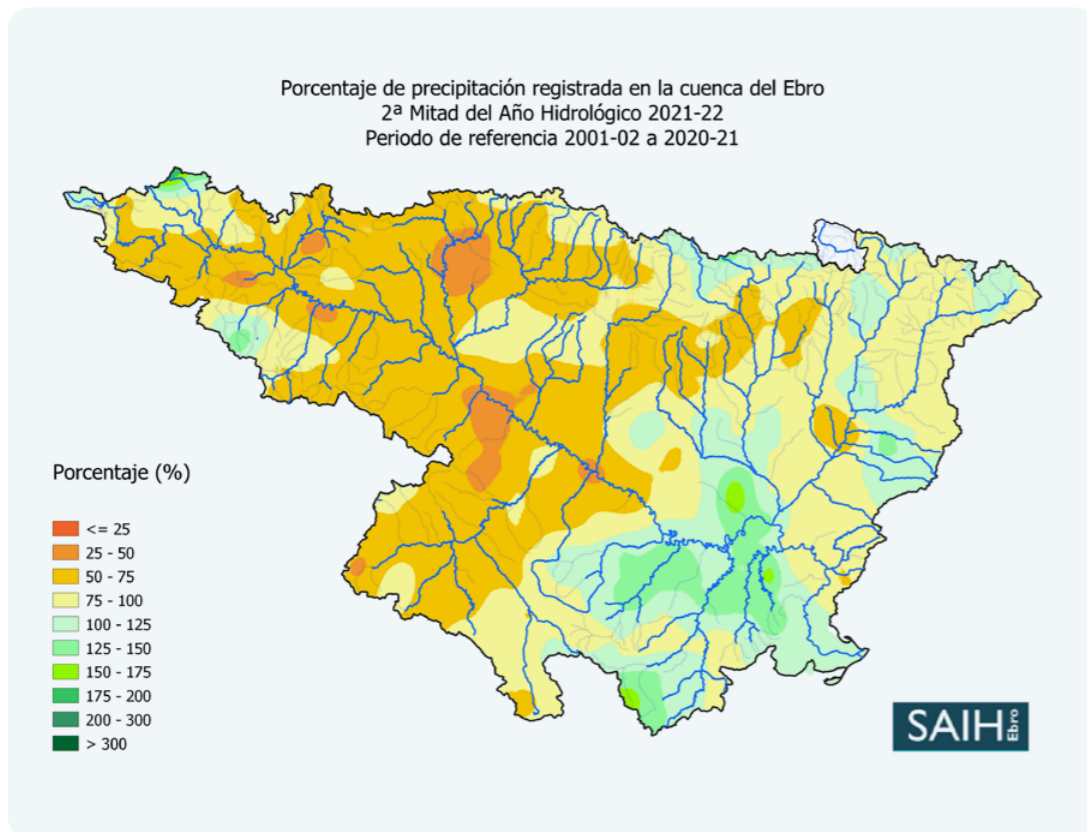 Porcentaje de precipitación registrada en la cuenca del Ebro
2ª Mitad del Año Hidrológico 2021-22
Periodo de referencia 2001-02 a 2020-21
Porcentaje (%)
<= 25
25 - 50
50 - 75
75 - 100
100 - 125
125 - 150
150 - 175
175 - 200
200 - 300
> 300
SAIH Ebro